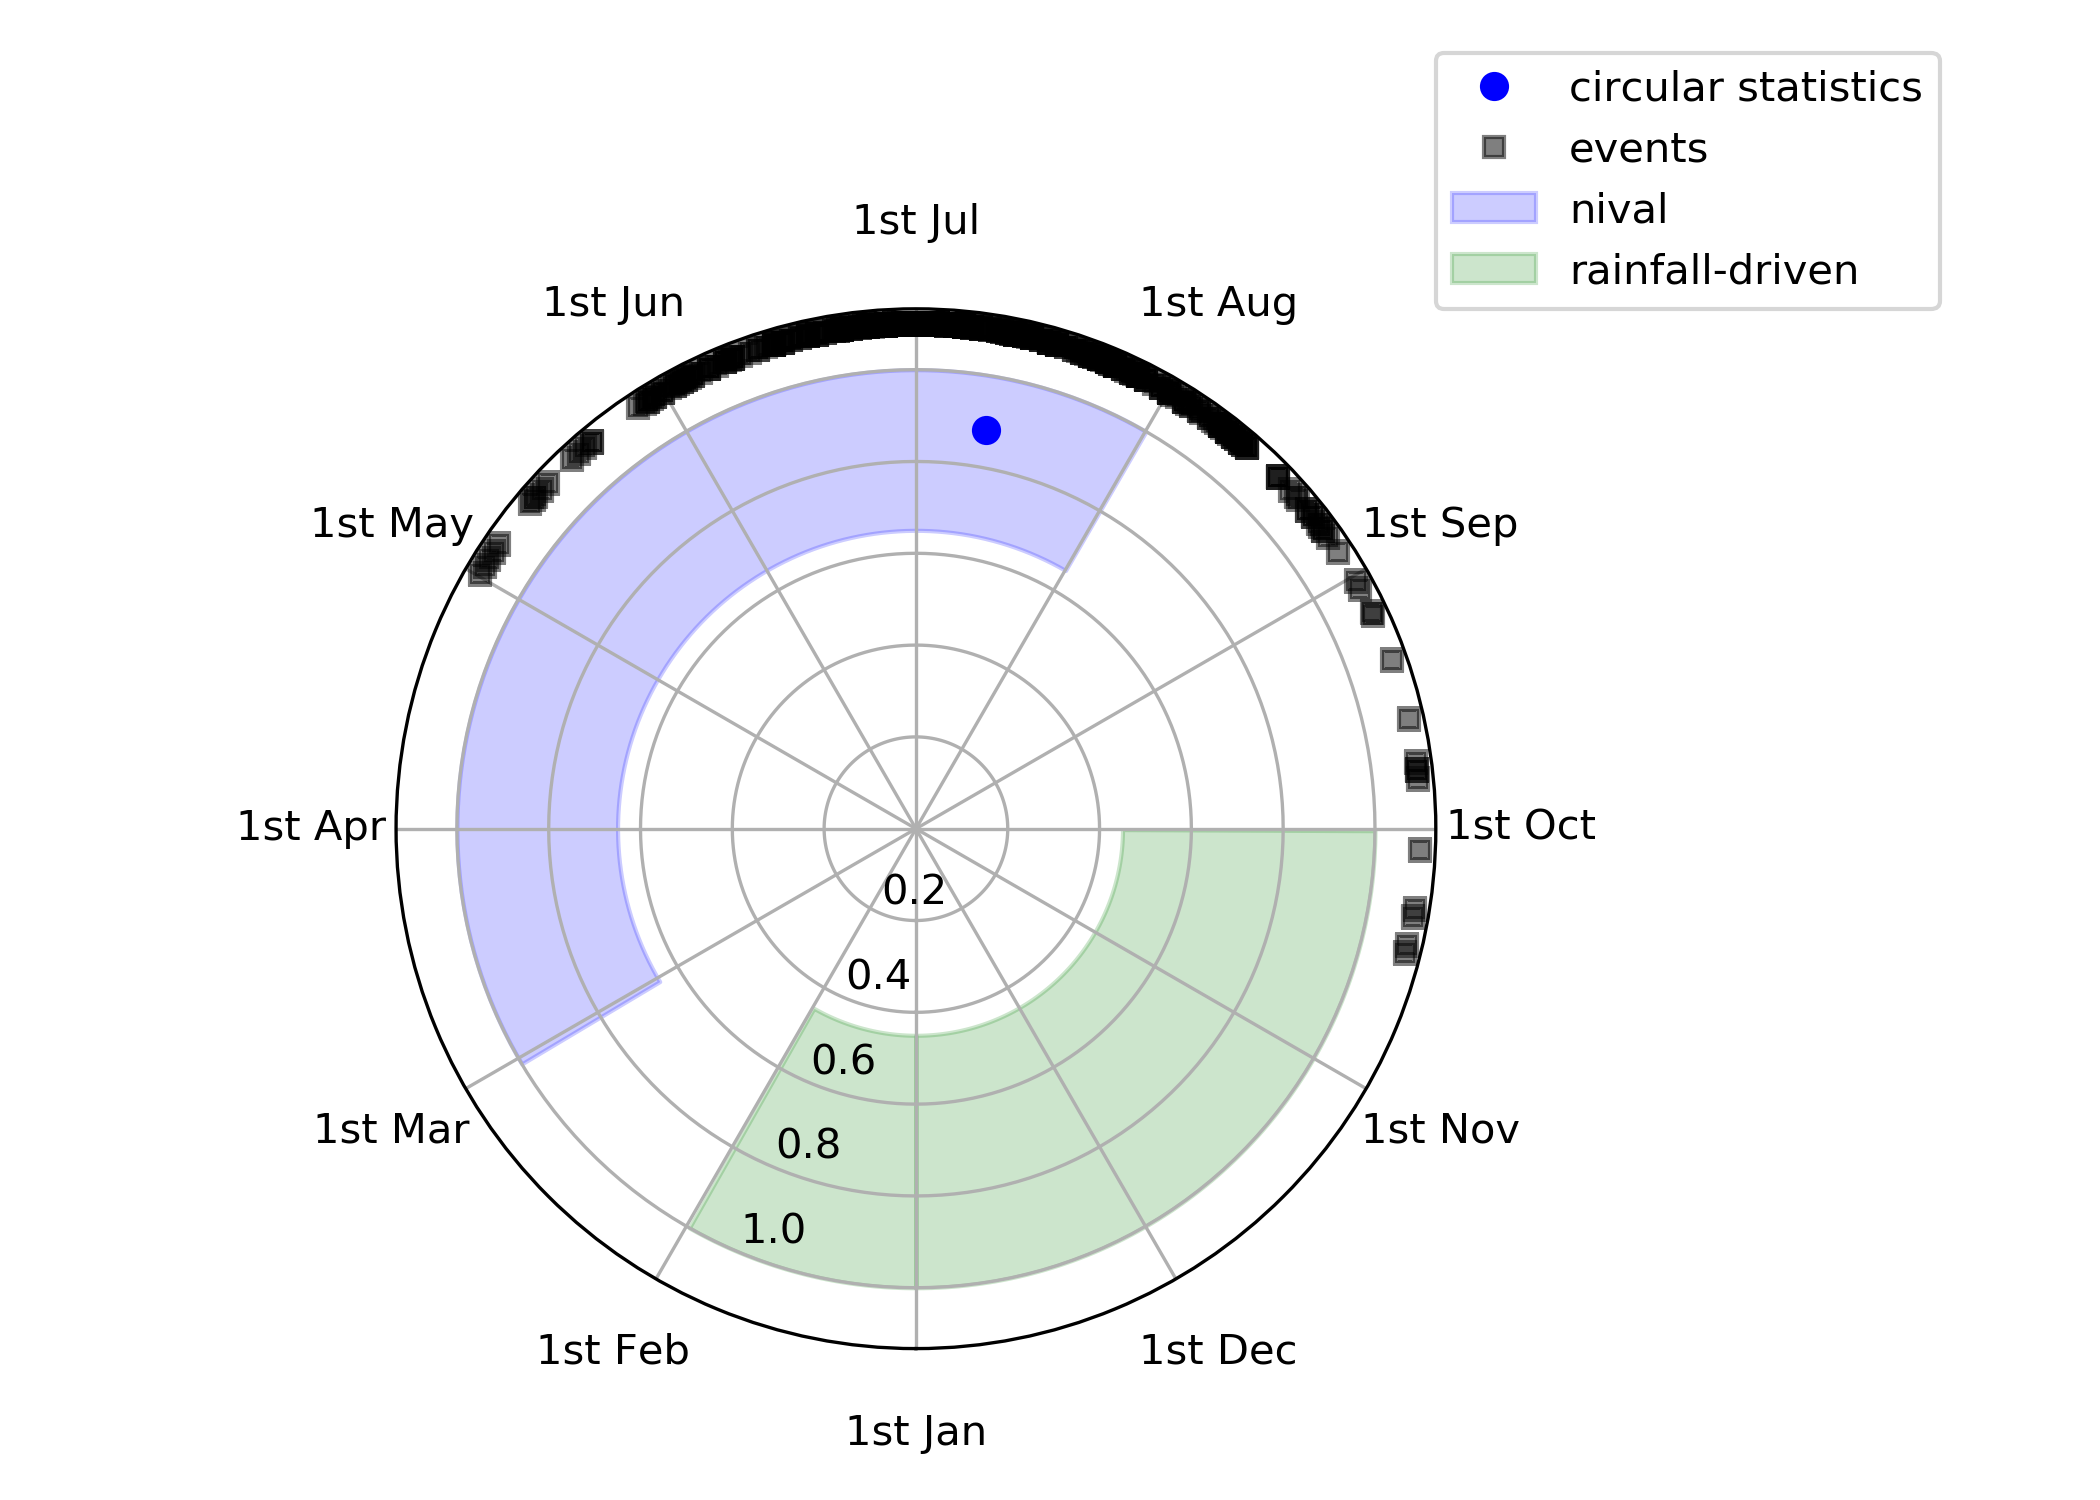 circular statistics
events
nival
rainfall-driven
1st Jul
1st Jun
1st Aug
1st May
1st Sep
1st Apr
1st Oct
0.2
0.4
0.6
1st Mar
1st Nov
0.8
1.0
1st Feb
1st Dec
1st Jan